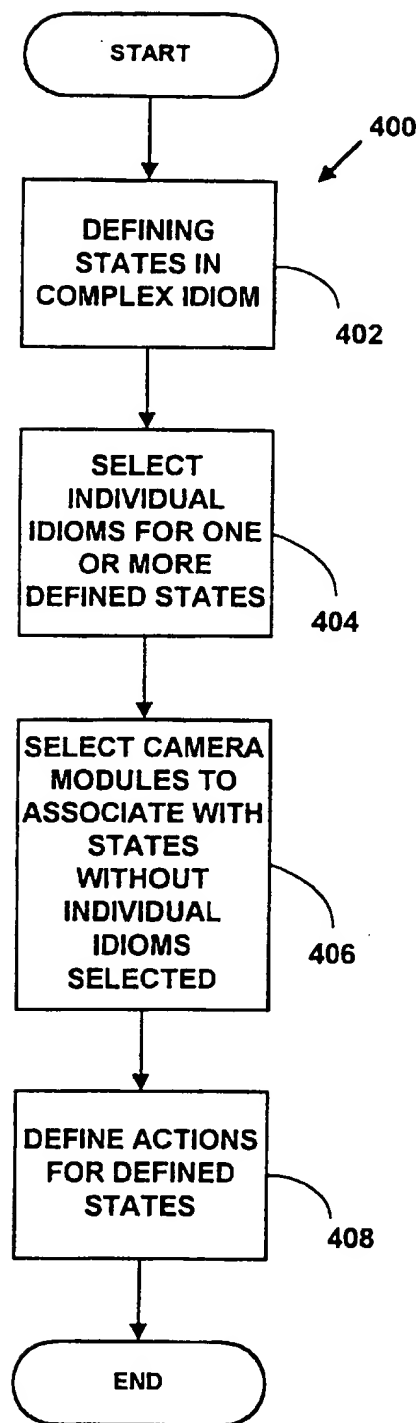 START
400
DEFINING
STATES IN
COMPLEX IDIOM
402
SELECT
INDIVIDUAL
IDIOMS FOR ONE
OR MORE
DEFINED STATES
404
SELECT CAMERA
MODULES TO
ASSOCIATE WITH
STATES
WITHOUT
INDIVIDUAL
IDIOMS
SELECTED
406
DEFINE ACTIONS
FOR DEFINED
STATES
408
END